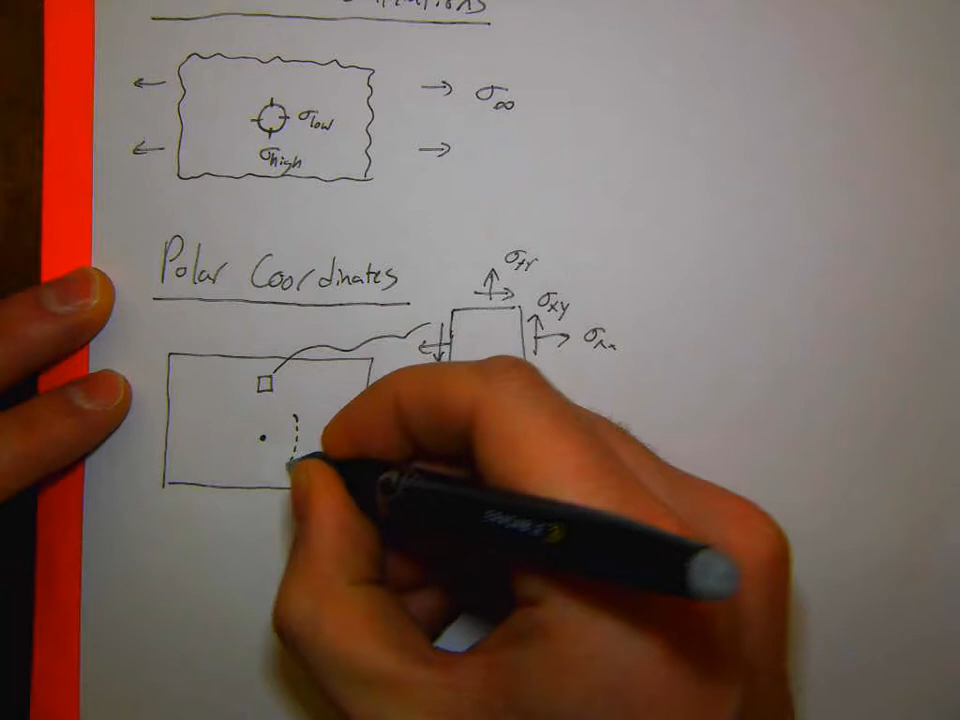 σ∞
σlow
σhigh
Polar Coordinates
σyy
σxy
σxx